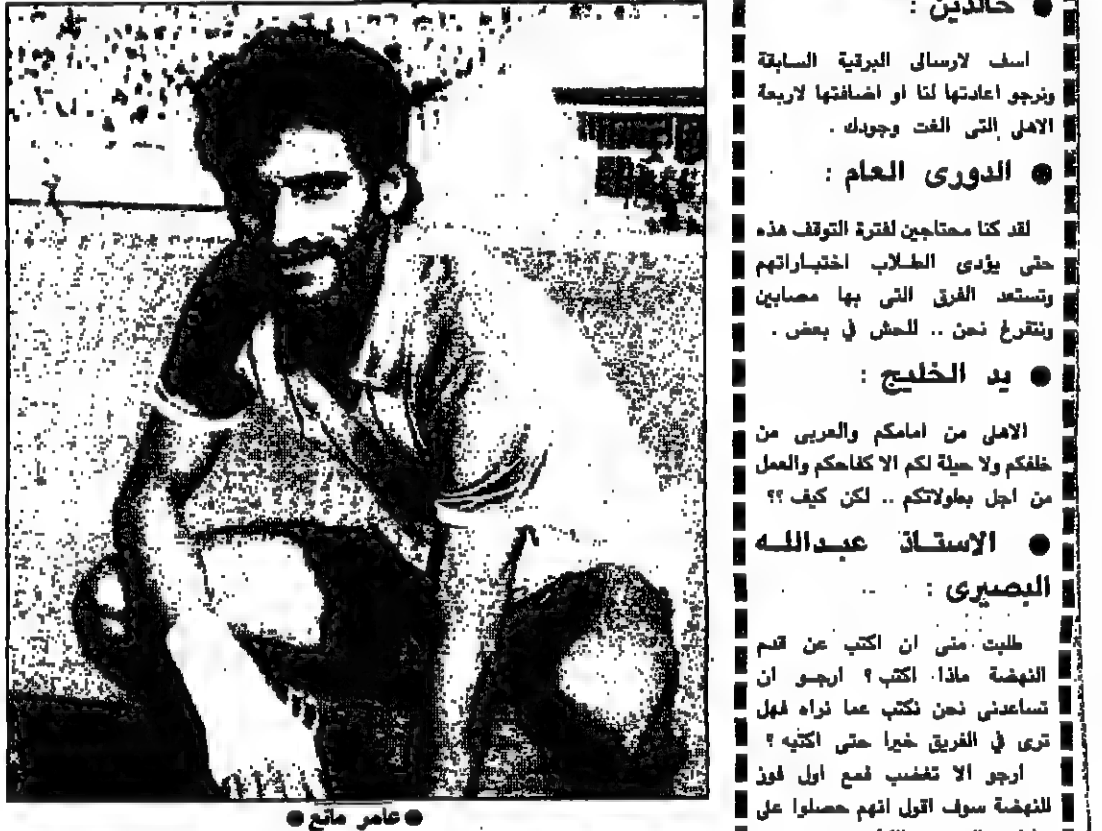 ● خالدين :
اسف لارسالى البرقية السابقة
ونرجو اعادتها لنا او اضافتها لاربعة
الاهلى التى الغت وجودك .
● الدورى العام :
لقد كنا محتاجين لفترة التوقف هذه
حتى يؤدى الطلاب اختباراتهم
وتستعد الفرق التى بها مصابين
ونتفرغ نحن .. للحش في بعض .
● يد الخليج :
الاهلى من امامكم والعربى من
خلفكم ولا حيلة لكم الا كفاحكم والعمل
من اجل بطولاتكم .. لكن كيف ؟؟
● الاستاذ عبدالله
البصيرى :
طلبت منى ان اكتب عن قدم
النهضة ماذا اكتب ؟ ارجو ان
تساعدنى نحن نكتب عما نراه فهل
ترى في الفريق خيرا حتى اكتبه ؟
ارجو الا تغضب فمع اول فوز
للنهضة سوف اقول انهم حصلوا على
● عامر مانع ●